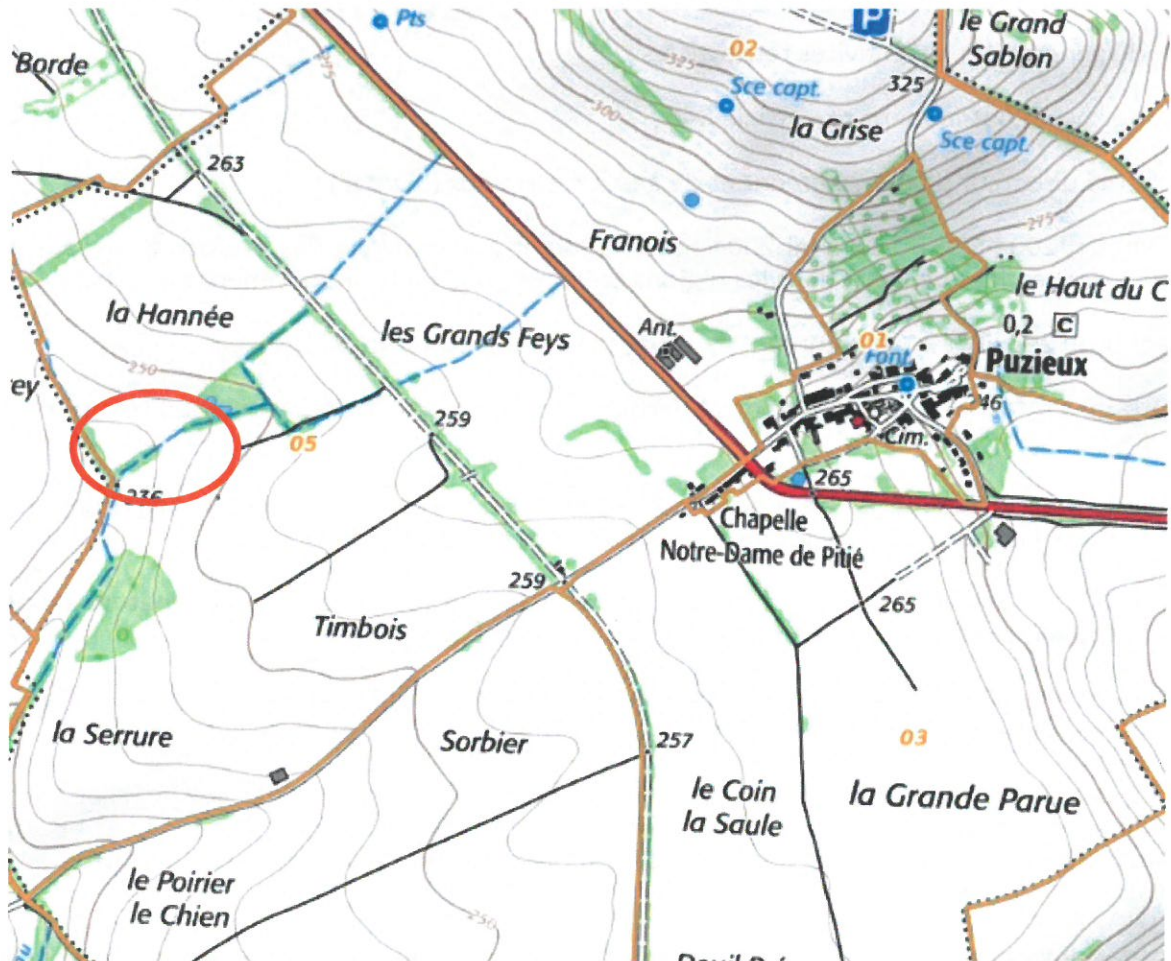 Pts
le Grand
Sablon
P
02
325
Borde
Sce capt.
325
300
la Grise
Sce capt.
263
275
Franois
le Haut du C
la Hannée
0,2 C
les Grands Feys
Ant.
01
Font
Puzieux
250
259
05
46
Cim.
236
265
Chapelle
Notre-Dame de Pitié
259
265
Timbois
la Serrure
Sorbier
257
03
le Coin
la Saule
la Grande Parue
le Poirier
le Chien
250